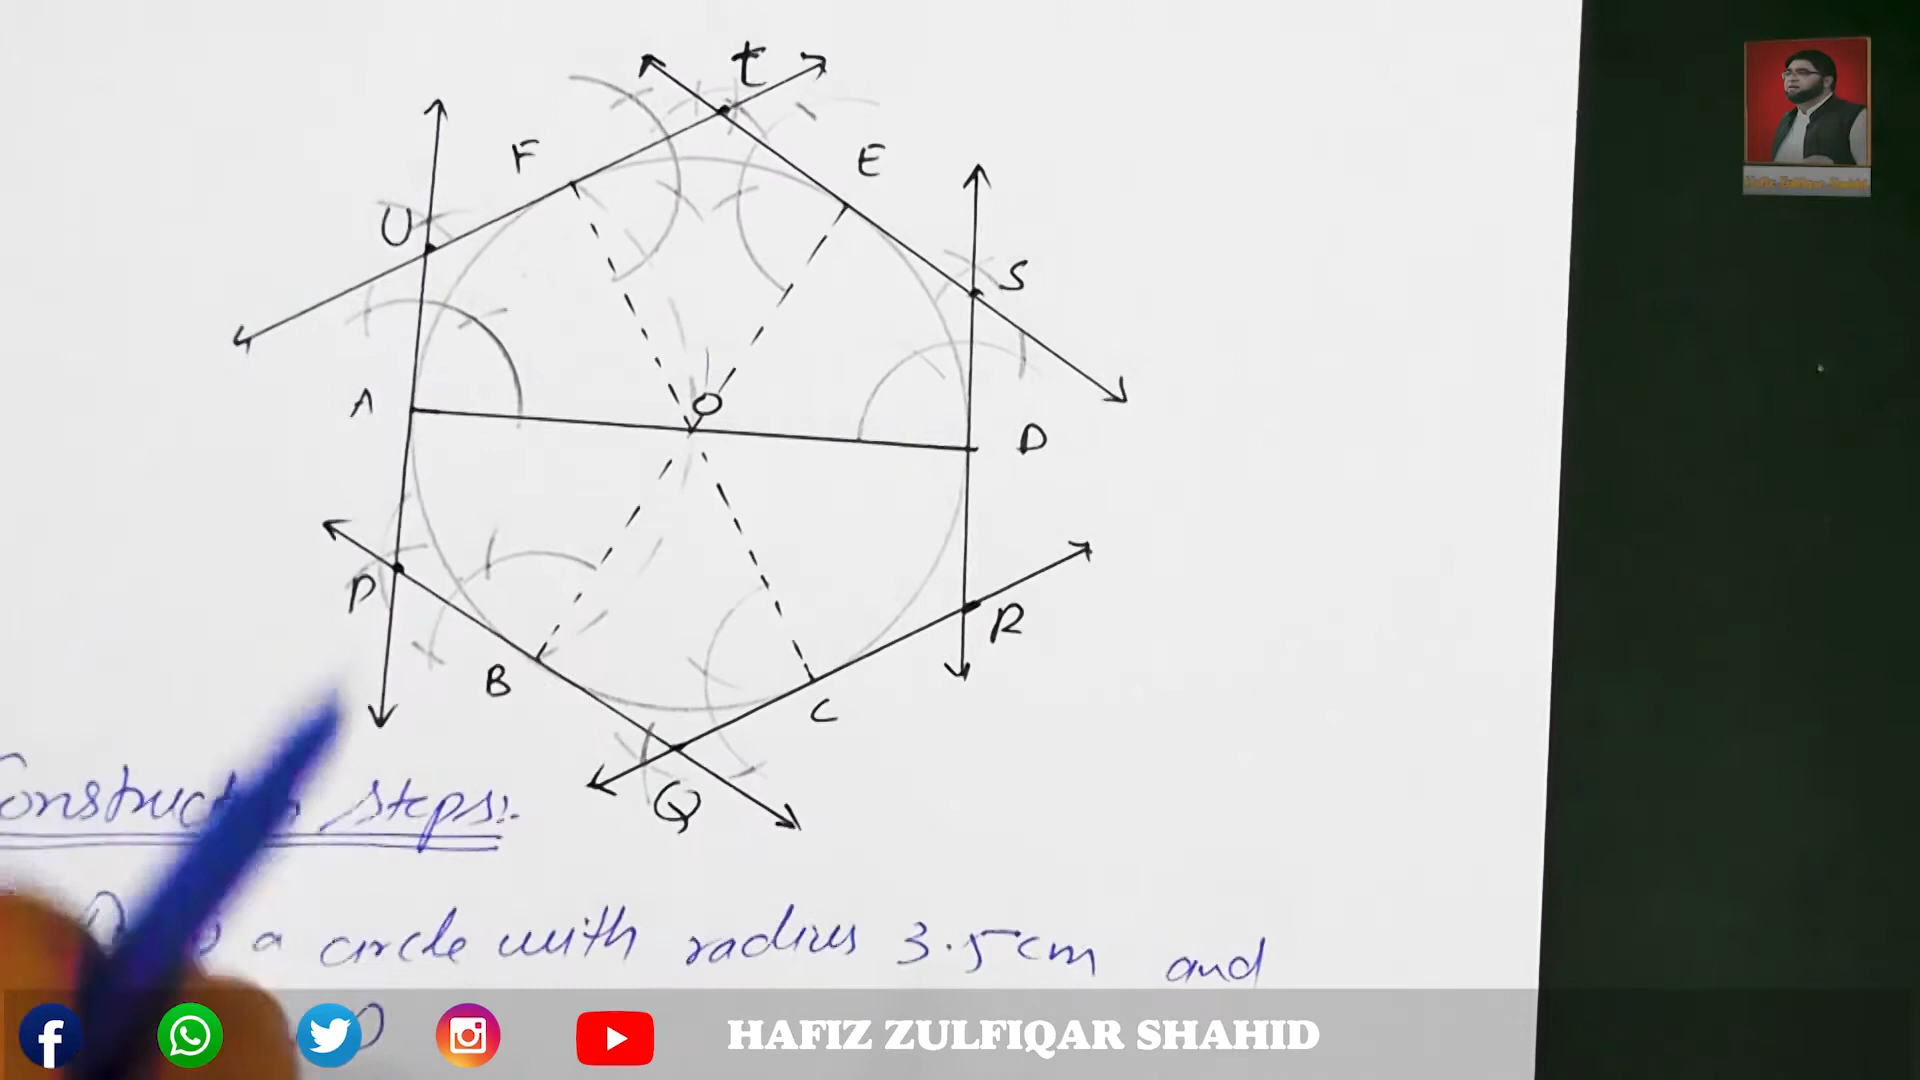 t
F
E
U
S
A
O
D
P
R
B
C
Q
steps:
a circle with radius 3.5cm and
HAFIZ ZULFIQAR SHAHID